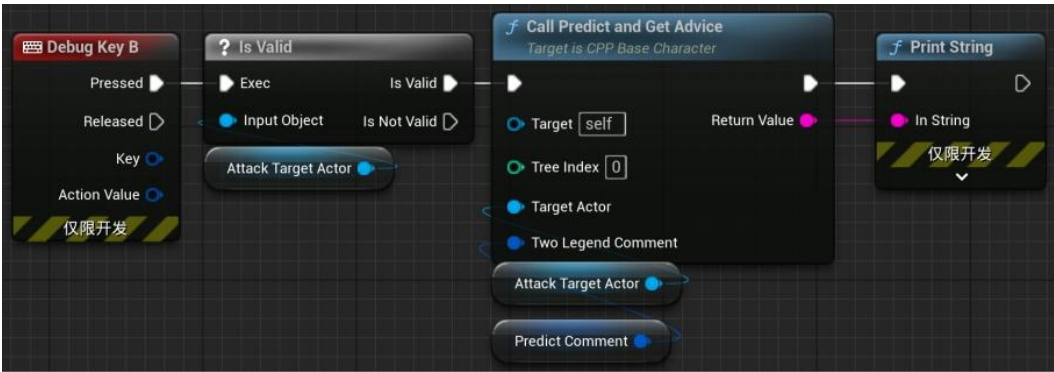 Debug Key B
Pressed
Released
Key
Action Value
仅限开发
? Is Valid
Exec
Is Valid
Input Object
Is Not Valid
Attack Target Actor
f Call Predict and Get Advice
Target is CPP Base Character
Target self
Return Value
Tree Index 0
Target Actor
Two Legend Comment
Attack Target Actor
Predict Comment
f Print String
In String
仅限开发